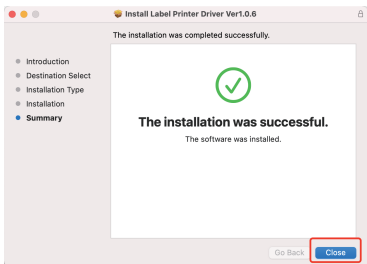 Install Label Printer Driver Ver1.0.6
The installation was completed successfully.
Introduction
Destination Select
Installation Type
Installation
Summary
The installation was successful.
The software was installed.
Go Back
Close